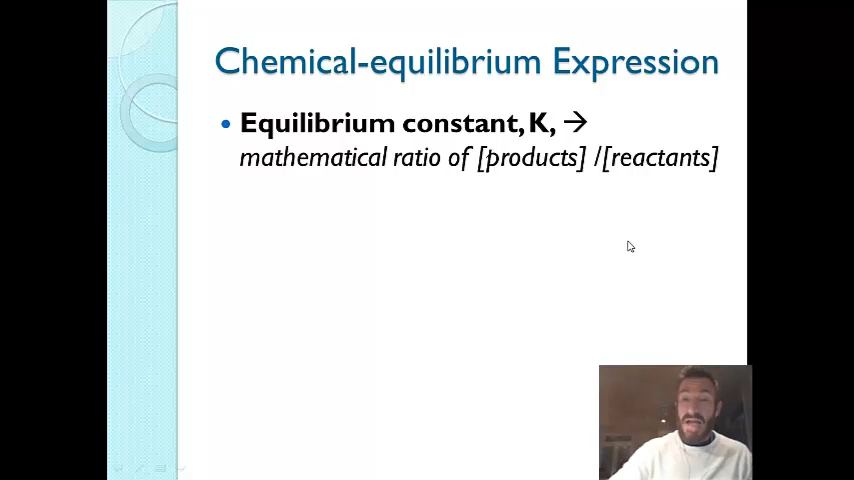 Chemical-equilibrium Expression
• Equilibrium constant, K, →
mathematical ratio of [products] /[reactants]